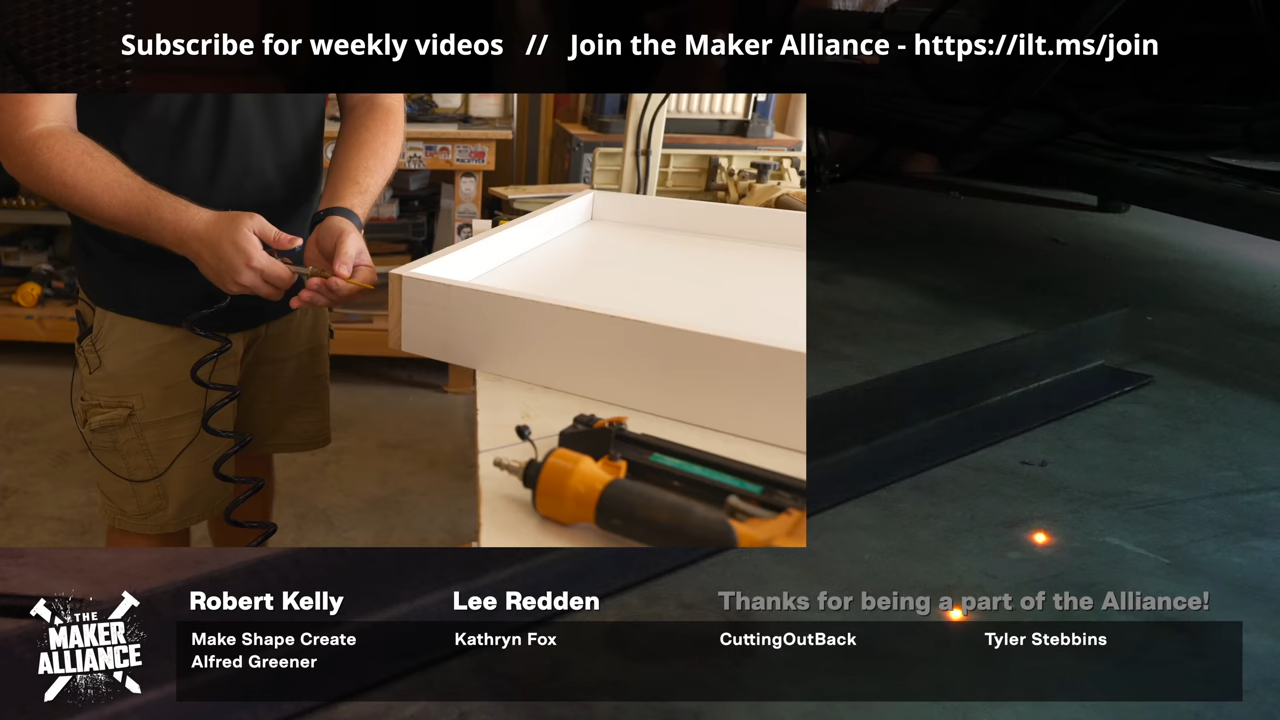 Subscribe for weekly videos // Join the Maker Alliance - https://ilt.ms/join
THE
MAKER
ALLIANCE
Robert Kelly
Lee Redden
Thanks for being a part of the Alliance!
Make Shape Create
Kathryn Fox
CuttingOutBack
Tyler Stebbins
Alfred Greener